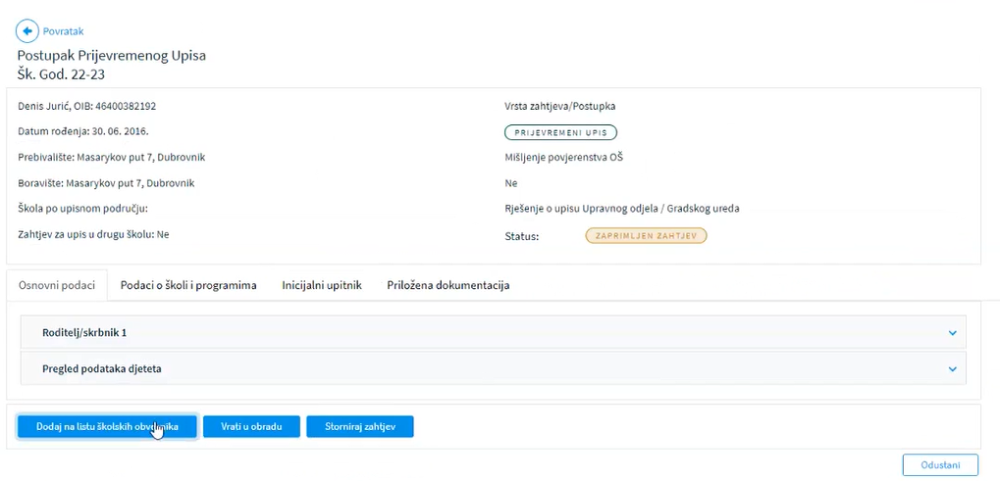 Povratak
Postupak Prijevremenog Upisa
Šk. God. 22-23
Denis Jurić, OIB: 46400382192
Datum rođenja: 30. 06. 2016.
Prebivalište: Masarykov put 7, Dubrovnik
Boravište: Masarykov put 7, Dubrovnik
Škola po upisnom području:
Zahtjev za upis u drugu školu: Ne
Vrsta zahtjeva/Postupka
PRIJEVREMENI UPIS
Mišljenje povjerenstva OŠ
Ne
Rješenje o upisu Upravnog odjela / Gradskog ureda
Status: ZAPRIMLJEN ZAHTJEV
Osnovni podaci Podaci o školi i programima Inicijalni upitnik Priložena dokumentacija
Roditelj/skrbnik 1
Pregled podataka djeteta
Dodaj na listu školskih obveznika Vrati u obradu Storniraj zahtjev
Odustani